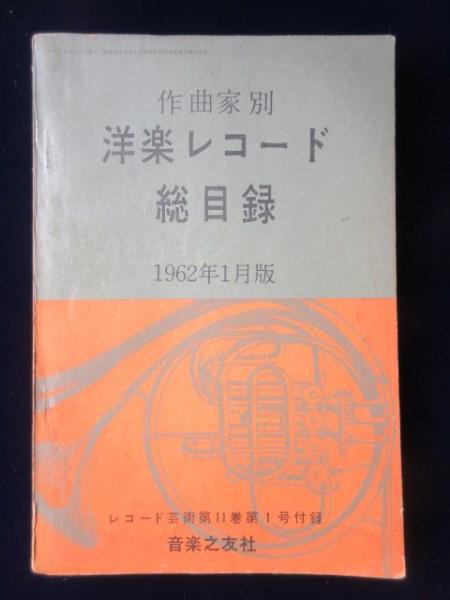 作曲家別
洋楽レコード
総目録
1962年1月版
レコード芸術第11巻第1号付録
音楽之友社